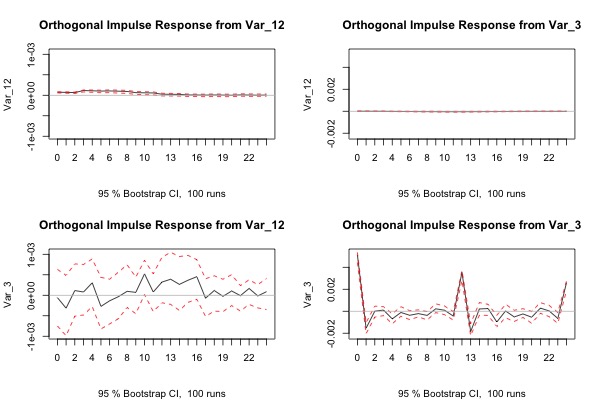 Orthogonal Impulse Response from Var_12
Var_12
-1e-03 0.e+00 1e-03
0 2 4 6 8 10 13 16 19 22
95 % Bootstrap CI, 100 runs
Orthogonal Impulse Response from Var_3
Var_12
-0.002 0.002
0 2 4 6 8 10 13 16 19 22
95 % Bootstrap CI, 100 runs
Orthogonal Impulse Response from Var_12
Var_3
-1e-03 0.e+00 1e-03
0 2 4 6 8 10 13 16 19 22
95 % Bootstrap CI, 100 runs
Orthogonal Impulse Response from Var_3
Var_3
-0.002 0.002
0 2 4 6 8 10 13 16 19 22
95 % Bootstrap CI, 100 runs